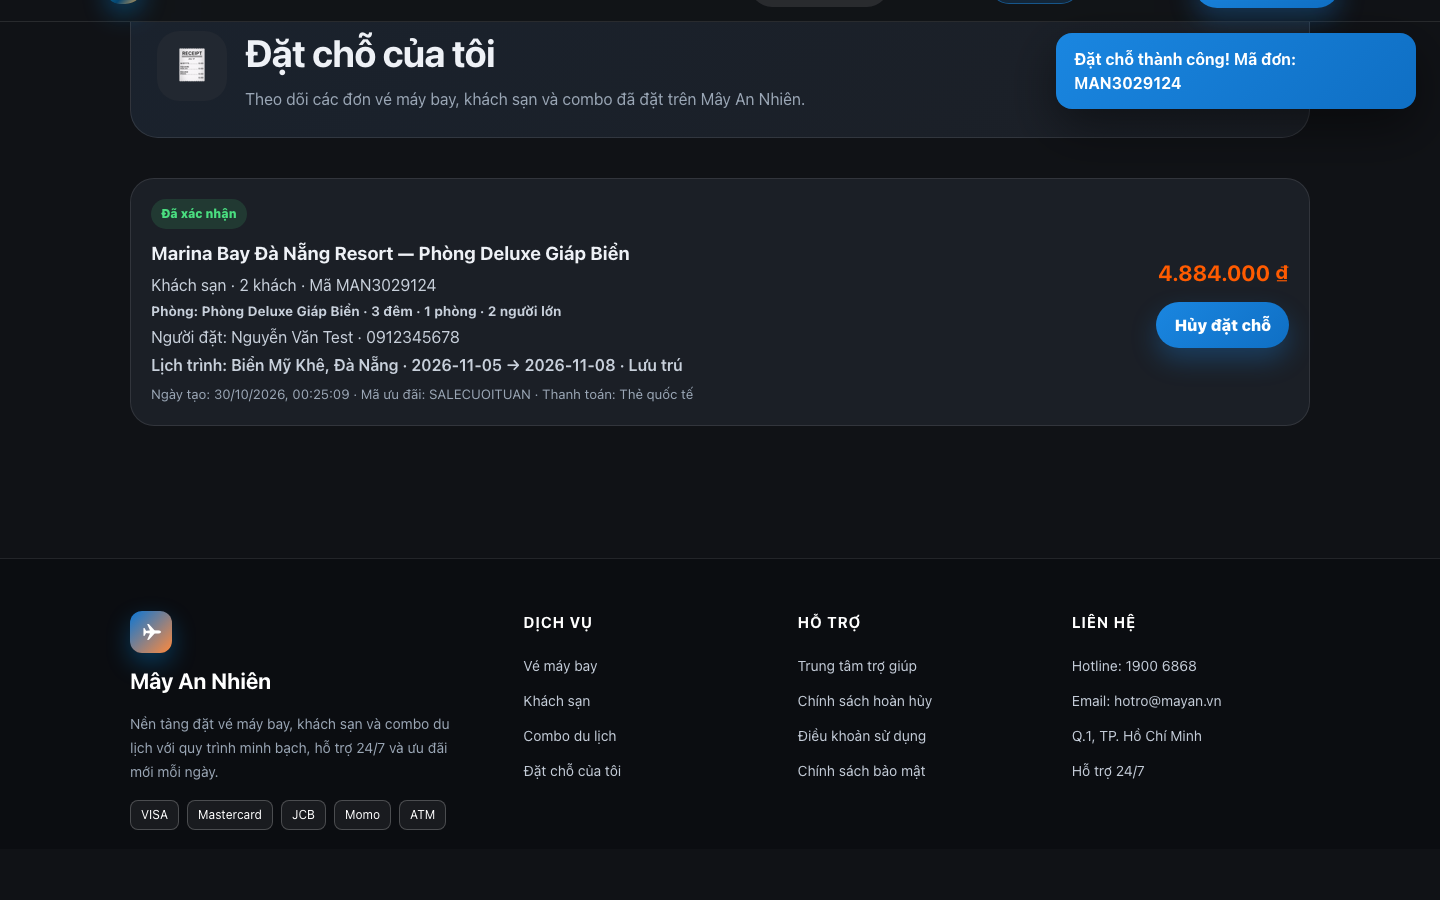 Đặt chỗ của tôi
Theo dõi các đơn vé máy bay, khách sạn và combo đã đặt trên Mây An Nhiên.
Đặt chỗ thành công! Mã đơn:
MAN3029124
Đã xác nhận
Marina Bay Đà Nẵng Resort — Phòng Deluxe Giáp Biển
Khách sạn · 2 khách · Mã MAN3029124
Phòng: Phòng Deluxe Giáp Biển · 3 đêm · 1 phòng · 2 người lớn
Người đặt: Nguyễn Văn Test · 0912345678
Lịch trình: Biển Mỹ Khê, Đà Nẵng · 2026-11-05 → 2026-11-08 · Lưu trú
Ngày tạo: 30/10/2026, 00:25:09 · Mã ưu đãi: SALECUOITUAN · Thanh toán: Thẻ quốc tế
4.884.000 ₫
Hủy đặt chỗ
Mây An Nhiên
Nền tảng đặt vé máy bay, khách sạn và combo du
lịch với quy trình minh bạch, hỗ trợ 24/7 và ưu đãi
mới mỗi ngày.
VISA
Mastercard
JCB
Momo
ATM
DỊCH VỤ
Vé máy bay
Khách sạn
Combo du lịch
Đặt chỗ của tôi
HỖ TRỢ
Trung tâm trợ giúp
Chính sách hoàn hủy
Điều khoản sử dụng
Chính sách bảo mật
LIÊN HỆ
Hotline: 1900 6868
Email: hotro@mayan.vn
Q.1, TP. Hồ Chí Minh
Hỗ trợ 24/7